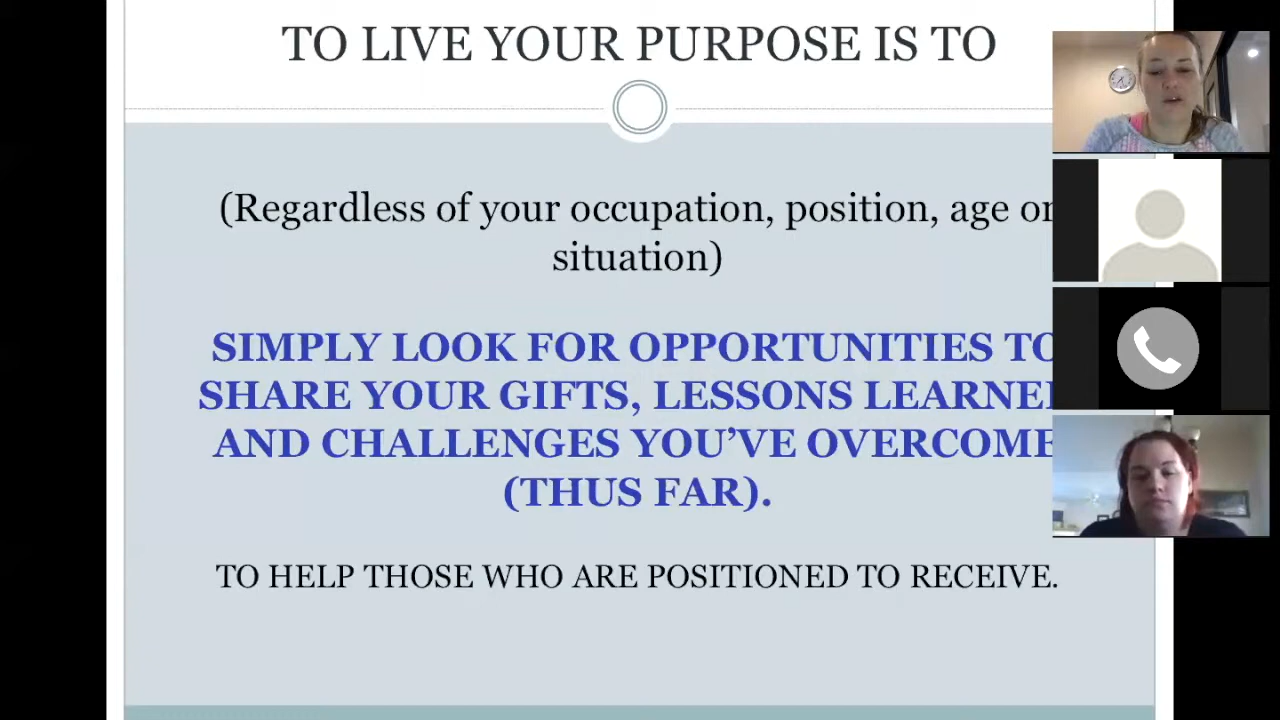 TO LIVE YOUR PURPOSE IS TO
(Regardless of your occupation, position, age or
situation)
SIMPLY LOOK FOR OPPORTUNITIES TO
SHARE YOUR GIFTS, LESSONS LEARNED
AND CHALLENGES YOU’VE OVERCOME
(THUS FAR).
TO HELP THOSE WHO ARE POSITIONED TO RECEIVE.